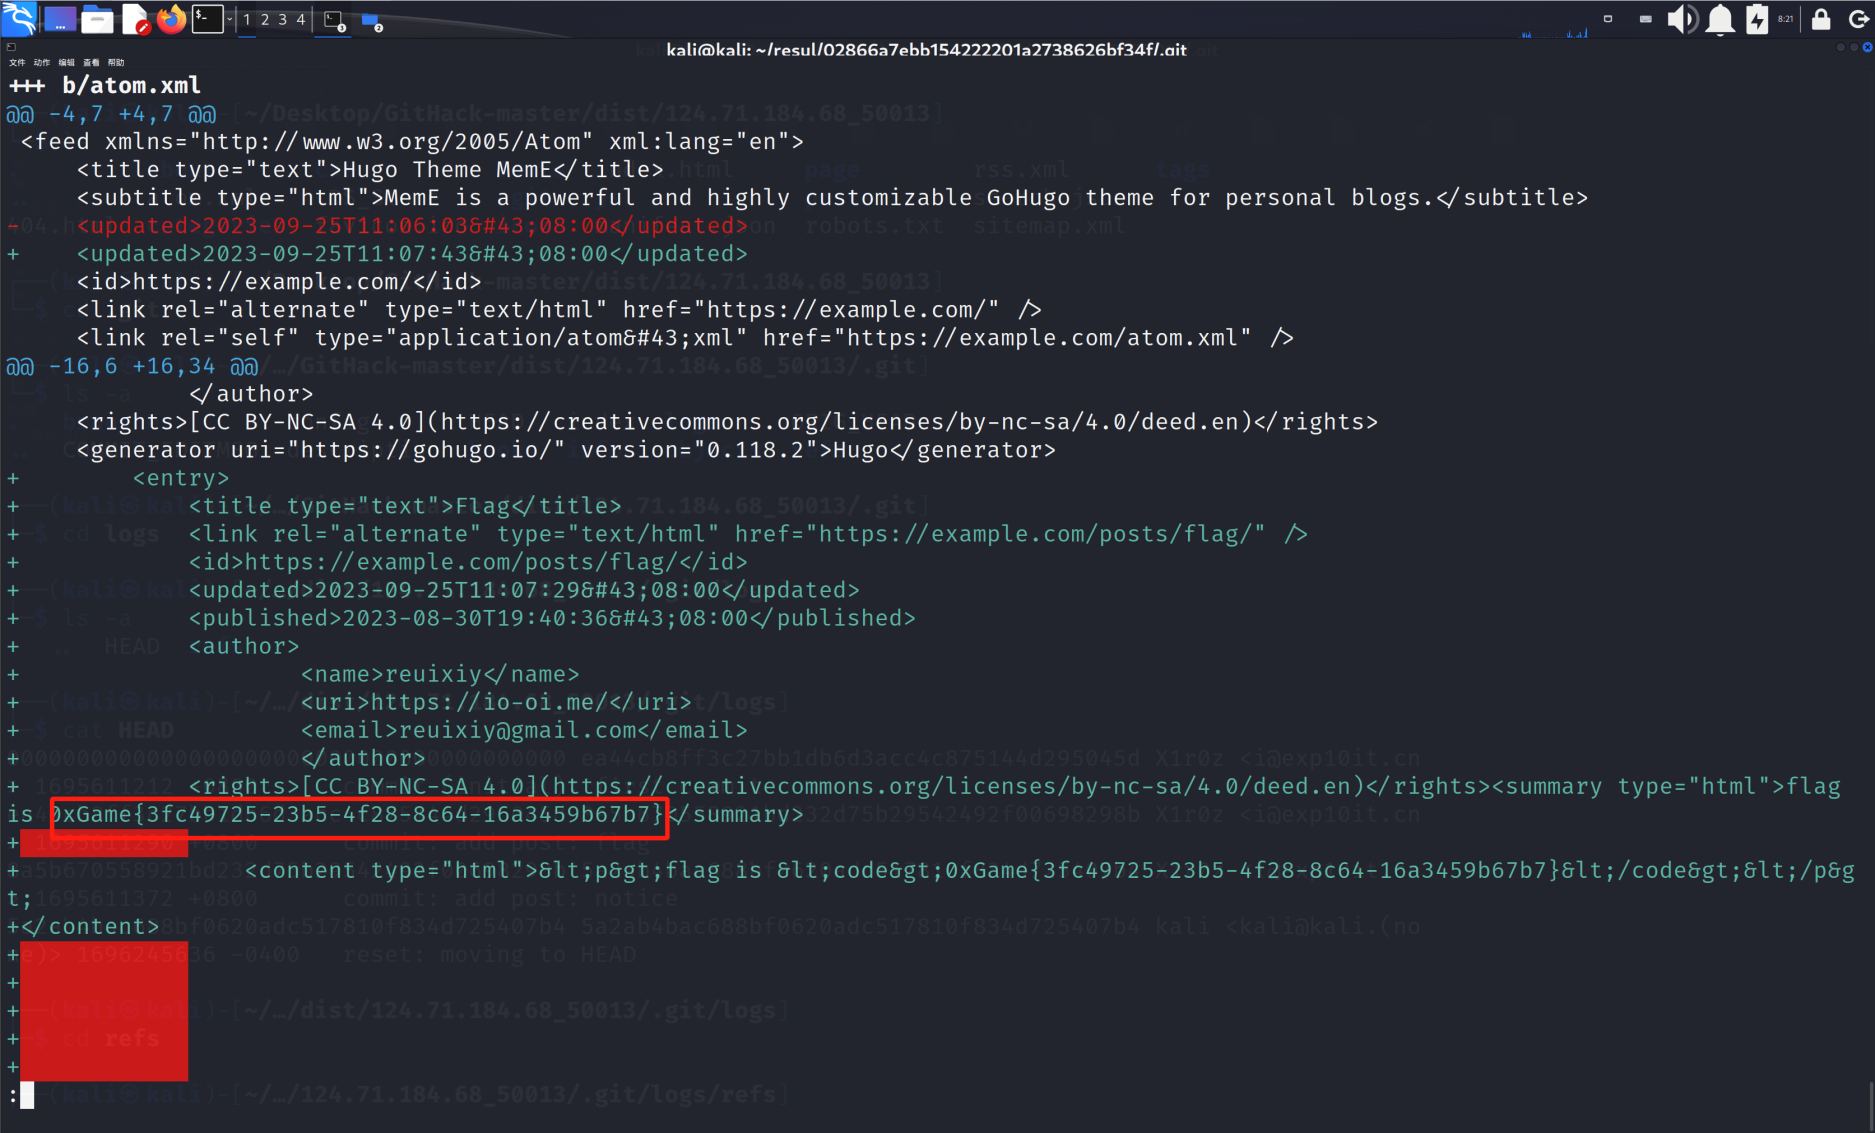 1 2 3 4
8:21
kali@kali: ~/resul/02866a7ebb154222201a2738626bf34f/.git
文件 动作 编辑 查看 帮助
+++ b/atom.xml
@@ -4,7 +4,7 @@
<feed xmlns="http://www.w3.org/2005/Atom" xml:lang="en">
<title type="text">Hugo Theme MemE</title>
<subtitle type="html">MemE is a powerful and highly customizable GoHugo theme for personal blogs.</subtitle>
- <updated>2023-09-25T11:06:03&#43;08:00</updated>
+ <updated>2023-09-25T11:07:43&#43;08:00</updated>
<id>https://example.com/</id>
<link rel="alternate" type="text/html" href="https://example.com/" />
<link rel="self" type="application/atom&#43;xml" href="https://example.com/atom.xml" />
@@ -16,6 +16,34 @@
</author>
<rights>[CC BY-NC-SA 4.0](https://creativecommons.org/licenses/by-nc-sa/4.0/deed.en)</rights>
<generator uri="https://gohugo.io/" version="0.118.2">Hugo</generator>
+ <entry>
+ <title type="text">Flag</title>
+ <link rel="alternate" type="text/html" href="https://example.com/posts/flag/" />
+ <id>https://example.com/posts/flag/</id>
+ <updated>2023-09-25T11:07:29&#43;08:00</updated>
+ <published>2023-08-30T19:40:36&#43;08:00</published>
+ <author>
+ <name>reuixiy</name>
+ <uri>https://io-oi.me/</uri>
+ <email>reuixiy@gmail.com</email>
+ </author>
+ <rights>[CC BY-NC-SA 4.0](https://creativecommons.org/licenses/by-nc-sa/4.0/deed.en)</rights><summary type="html">flag
is 0xGame{3fc49725-23b5-4f28-8c64-16a3459b67b7}</summary>
+
+ <content type="html">&lt;p&gt;flag is &lt;code&gt;0xGame{3fc49725-23b5-4f28-8c64-16a3459b67b7}&lt;/code&gt;&lt;/p&g
t;
+</content>
+
+
+
+
+
: